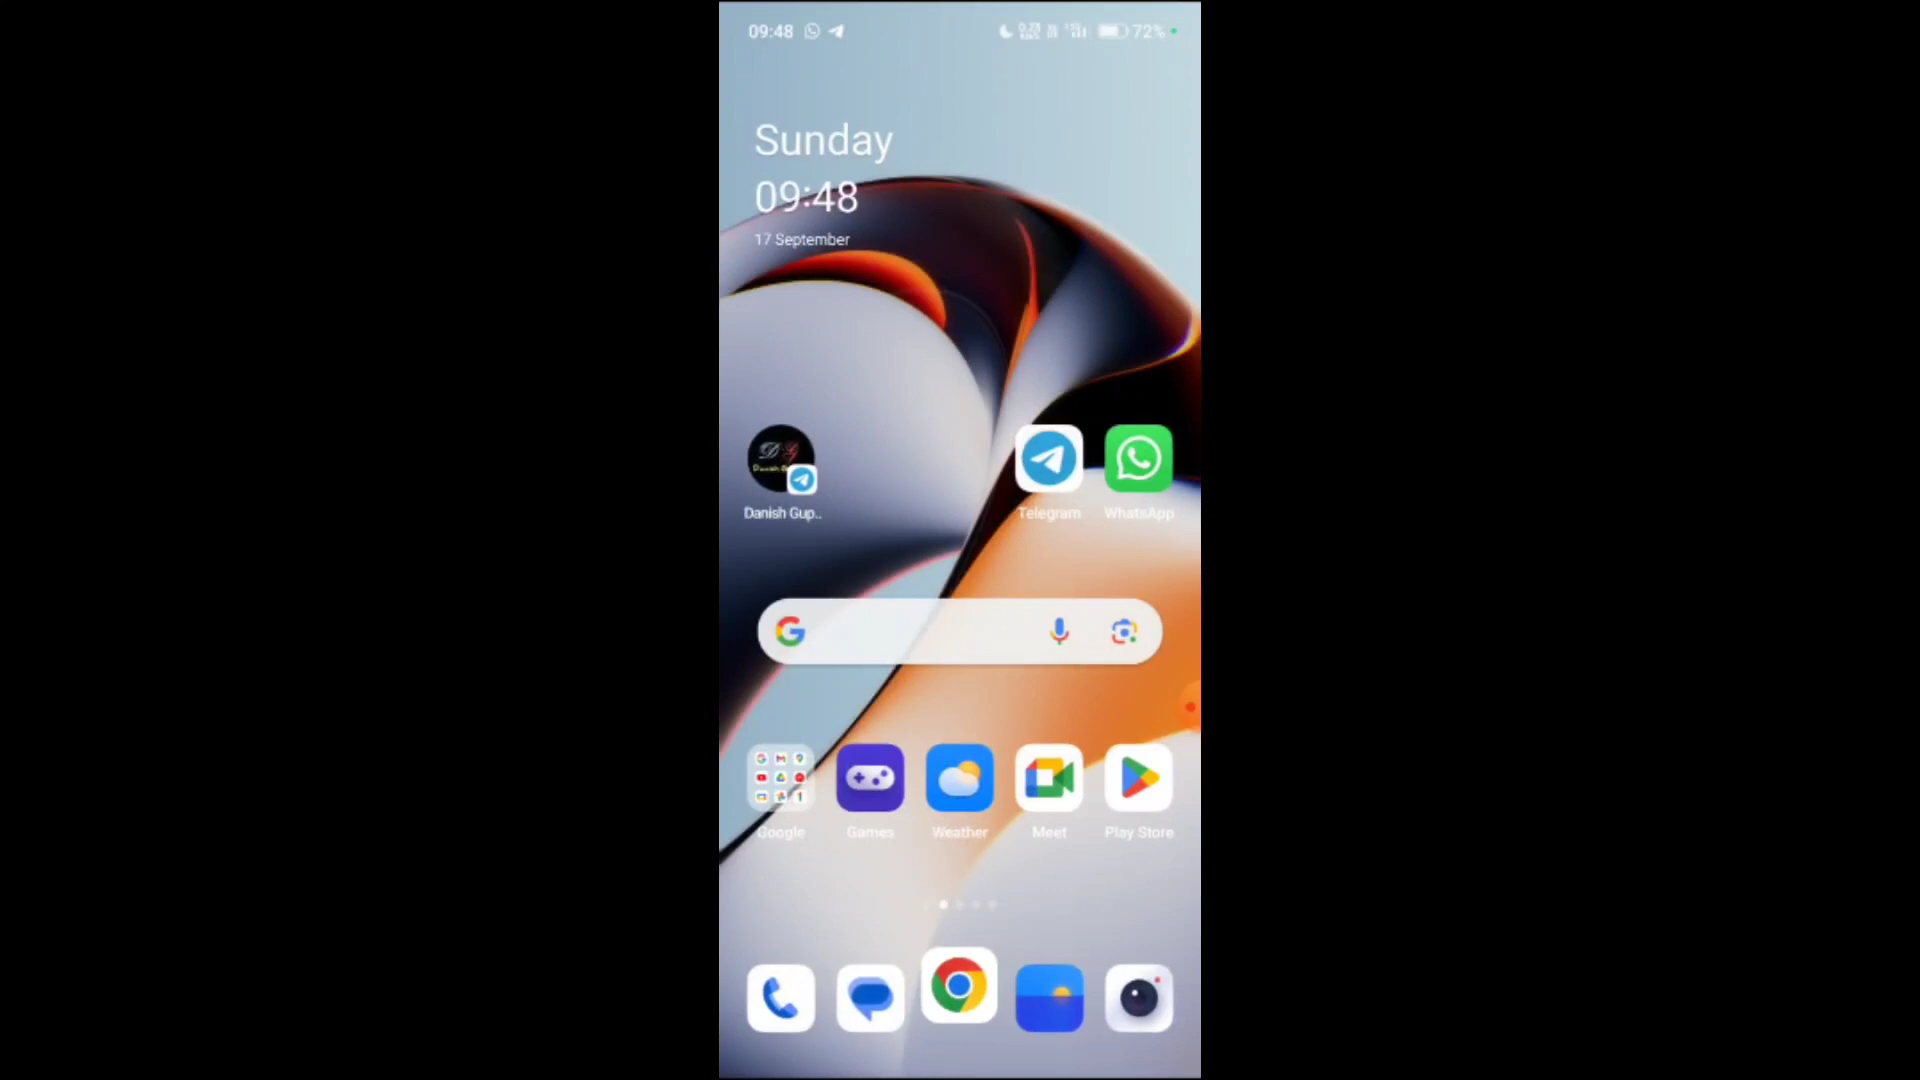 09:48
72%
Sunday
09:48
17 September
Danish Gup..
Telegram
WhatsApp
Google
Games
Weather
Meet
Play Store